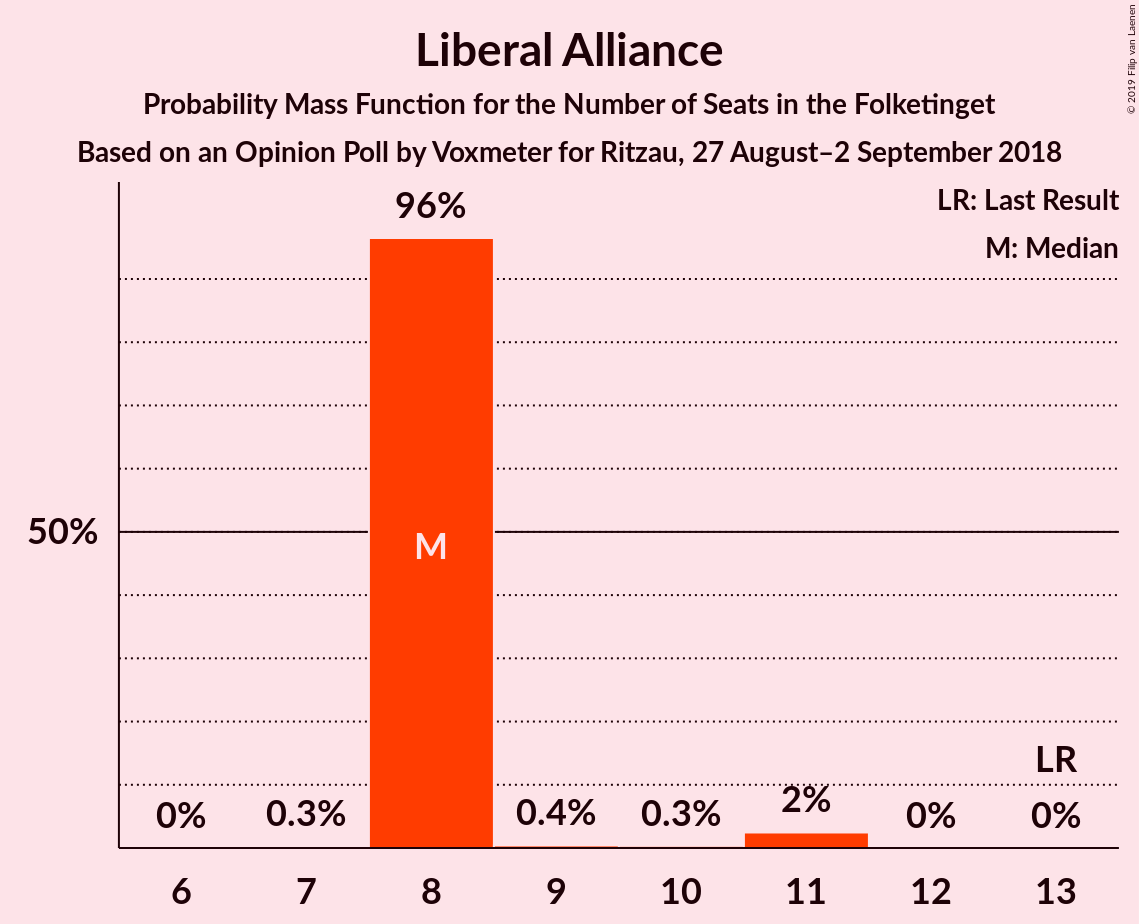 Liberal Alliance
Probability Mass Function for the Number of Seats in the Folketinget
Based on an Opinion Poll by Voxmeter for Ritzau, 27 August–2 September 2018
© 2019 Filip van Laenen
LR: Last Result
M: Median
96%
50%
M
LR
0%
0.3%
0.4%
0.3%
2%
0%
0%
6
7
8
9
10
11
12
13